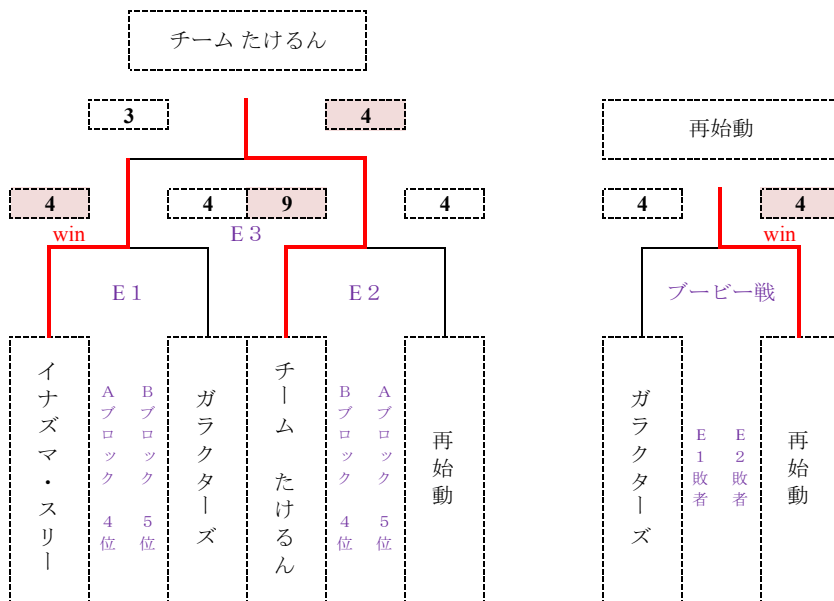 チーム たけるん
3
4
再始動
4
4
9
4
4
4
win
E3
win
E1
E2
ブービー戦
イナズマ・スリー
Aブロック 4位
Bブロック 5位
ガラクターズ
チーム たけるん
Bブロック 4位
Aブロック 5位
再始動
ガラクターズ
E1敗者
E2敗者
再始動